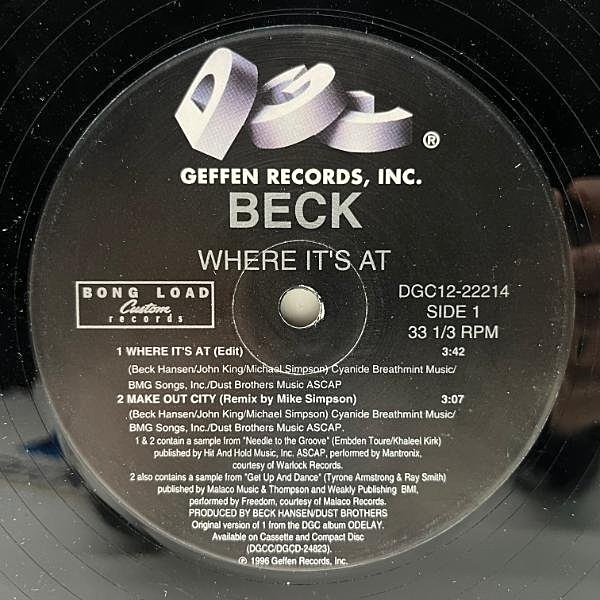 DGC
®
GEFFEN RECORDS, INC.
BECK
WHERE IT'S AT
BONG LOAD
Custom
records
DGC12-22214
SIDE 1
33 1/3 RPM
1 WHERE IT'S AT (Edit) 3:42
(Beck Hansen/John King/Michael Simpson) Cyanide Breathmint Music/
BMG Songs, Inc./Dust Brothers Music ASCAP
2 MAKE OUT CITY (Remix by Mike Simpson) 3:07
(Beck Hansen/John King/Michael Simpson) Cyanide Breathmint Music/
BMG Songs, Inc./Dust Brothers Music ASCAP.
1 & 2 contain a sample from "Needle to the Groove" (Embden Toure/Khaleel Kirk)
published by Hit And Hold Music, Inc. ASCAP, performed by Mantronix,
courtesy of Warlock Records.
2 also contains a sample from "Get Up And Dance" (Tyrone Armstrong & Ray Smith)
published by Malaco Music & Thompson and Weakly Publishing BMI,
performed by Freedom, courtesy of Malaco Records.
PRODUCED BY BECK HANSEN/DUST BROTHERS
Original version of 1 from the DGC album ODELAY.
Available on Cassette and Compact Disc
(DGCC/DGCD-24823).
℗ 1996 Geffen Records, Inc.